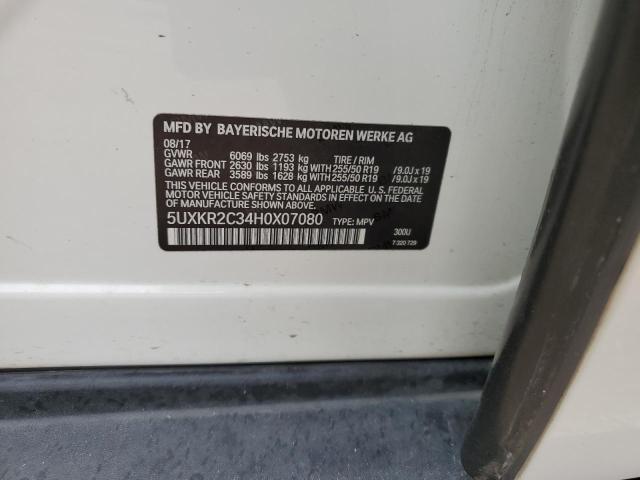 MFD BY BAYERISCHE MOTOREN WERKE AG
08/17
GVWR 6069 lbs 2753 kg TIRE / RIM
GAWR FRONT 2630 lbs 1193 kg WITH 255/50 R19 /9.0J x 19
GAWR REAR 3589 lbs 1628 kg WITH 255/50 R19 /9.0J x 19
THIS VEHICLE CONFORMS TO ALL APPLICABLE U. S. FEDERAL
MOTOR VEHICLE SAFETY STANDARDS IN EFFECT ON THE DATE
OF MANUFACTURE SHOWN ABOVE.
5UXKR2C34H0X07080 TYPE: MPV
300U
7 320 729